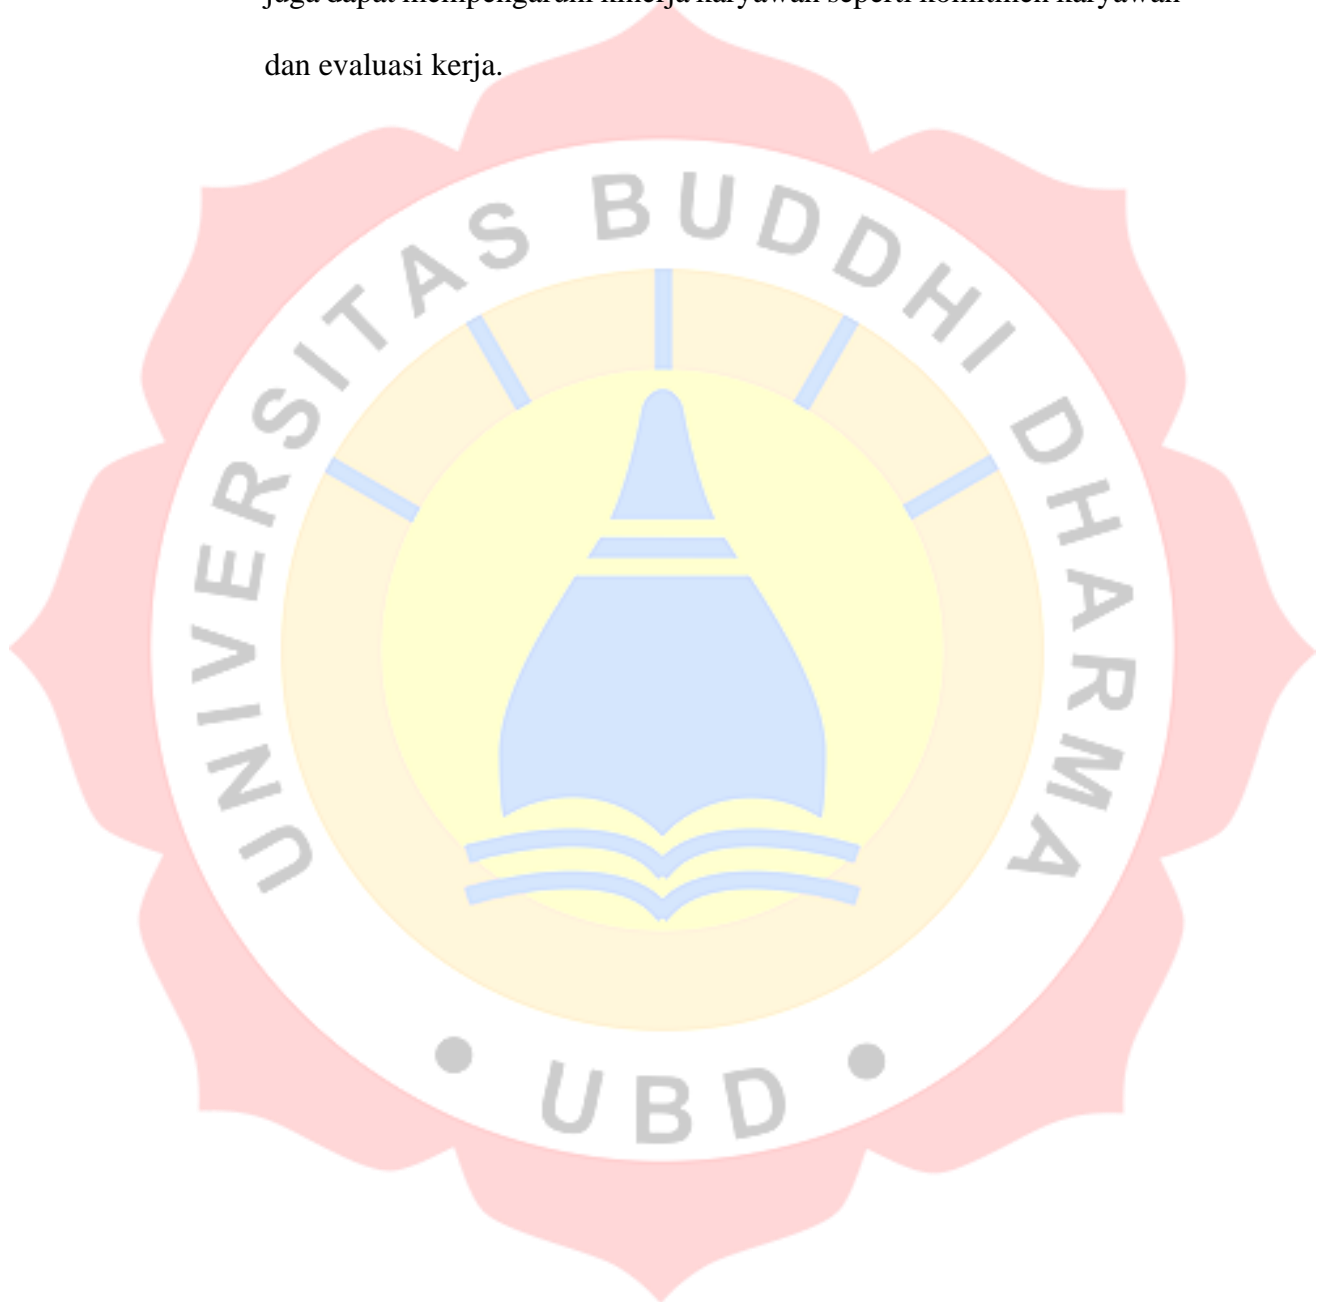 juga dapat mempengaruhi kinerja karyawan seperti komitmen karyawan
dan evaluasi kerja.
UNIVERSITAS BUDDHI DHARMA
• UBD •